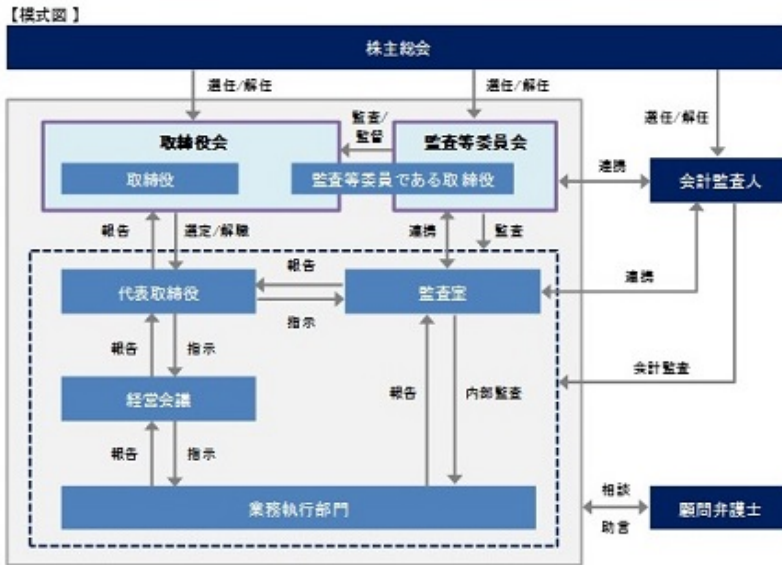 【模式図】
株主総会
選任/解任
選任/解任
選任/解任
取締役会
監査/
監督
監査等委員会
取締役
監査等委員である取締役
連携
会計監査人
報告
選定/解職
連携
監査
代表取締役
報告
指示
監査室
連携
報告
指示
会計監査
経営会議
報告
内部監査
報告
指示
業務執行部門
相談
助言
顧問弁護士